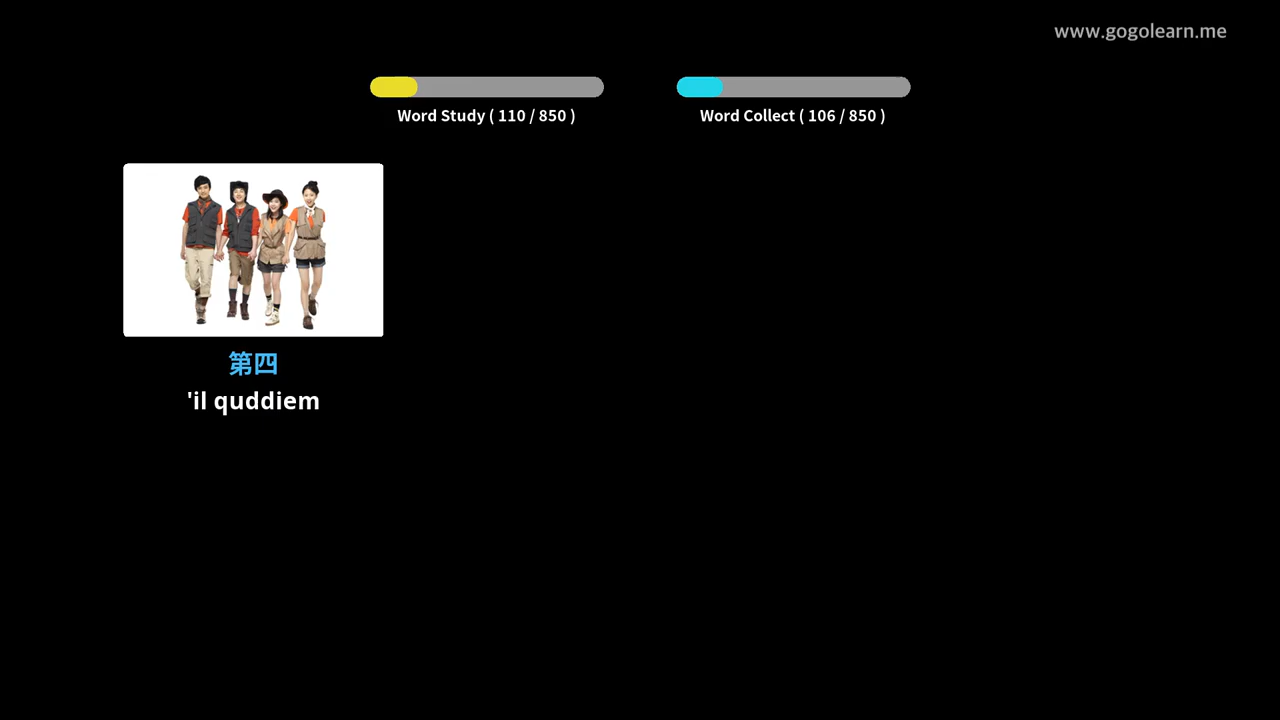 www.gogolearn.me
Word Study ( 110 / 850 )
Word Collect ( 106 / 850 )
第四
'il quddiem